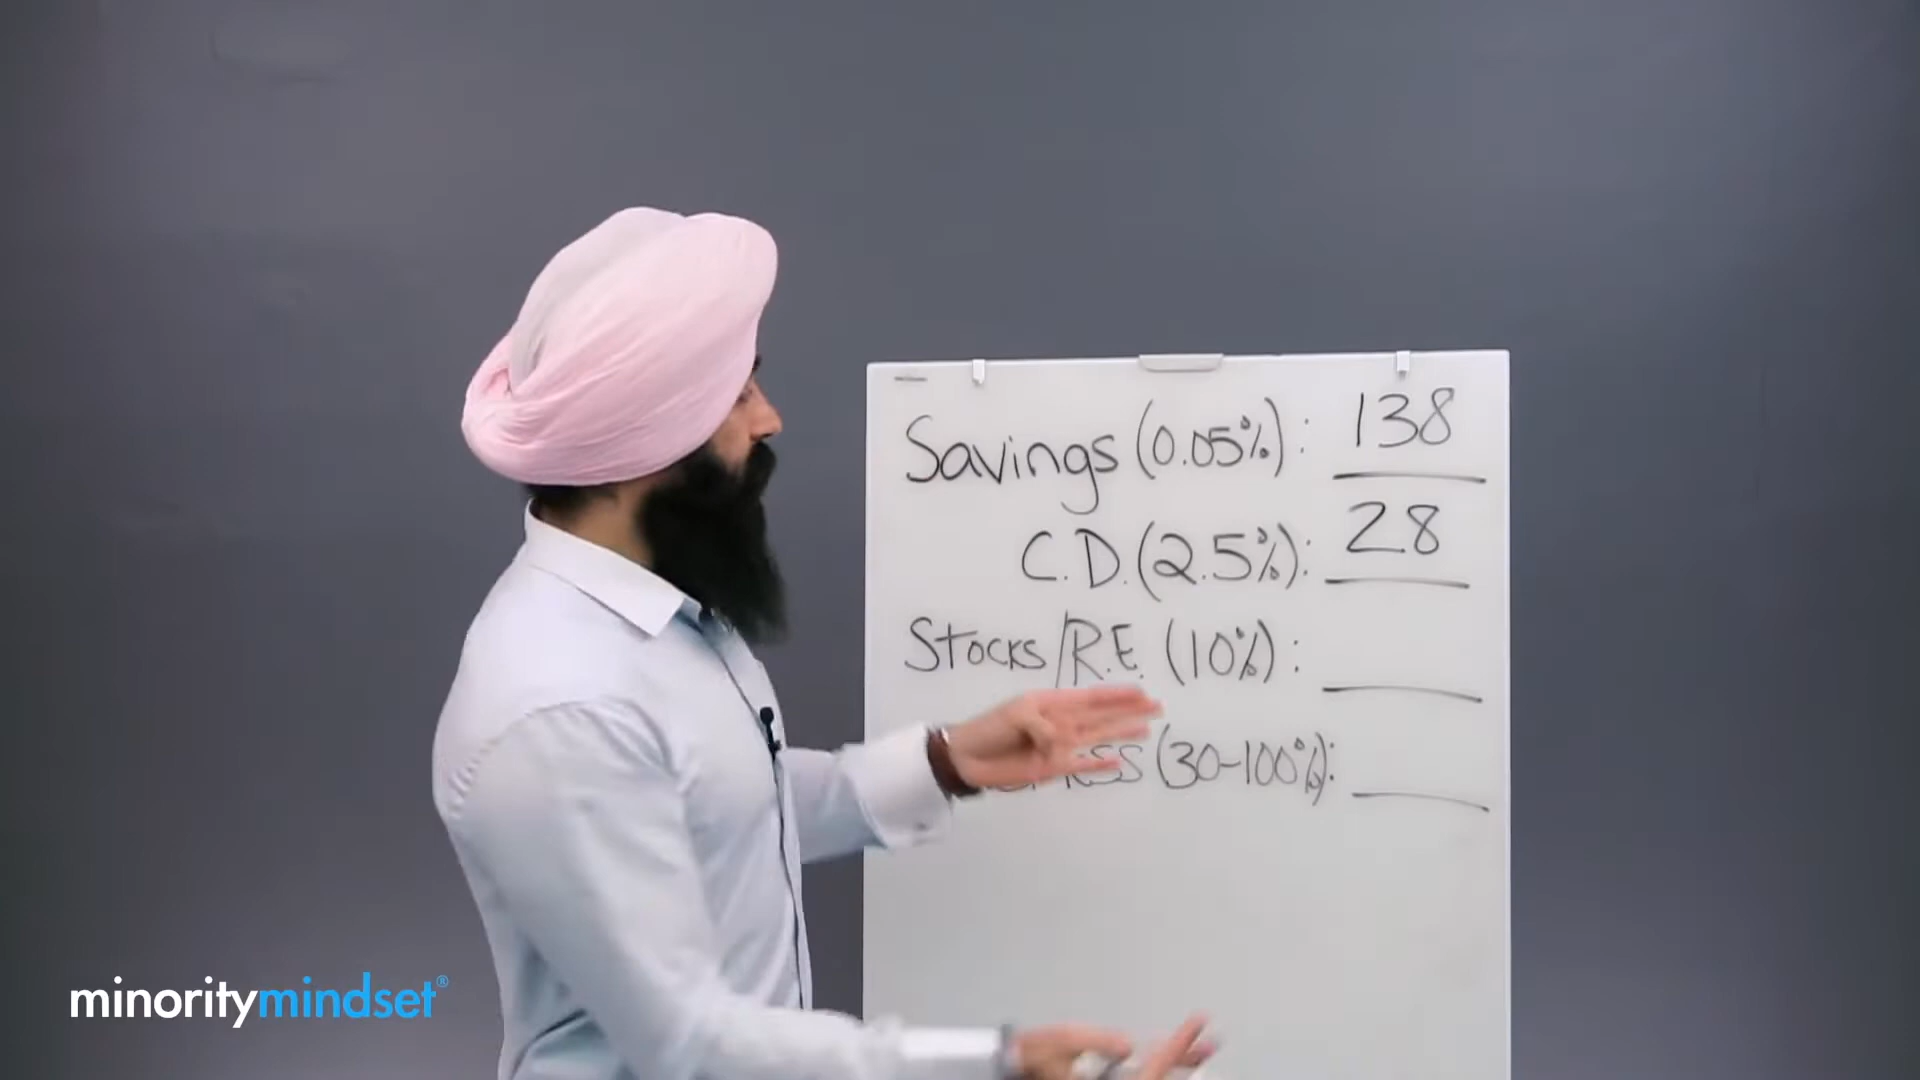 Savings (0.05%): 138
C.D. (2.5%): 28
Stocks/R.E. (10%):
(30-100%):
minoritymindset®